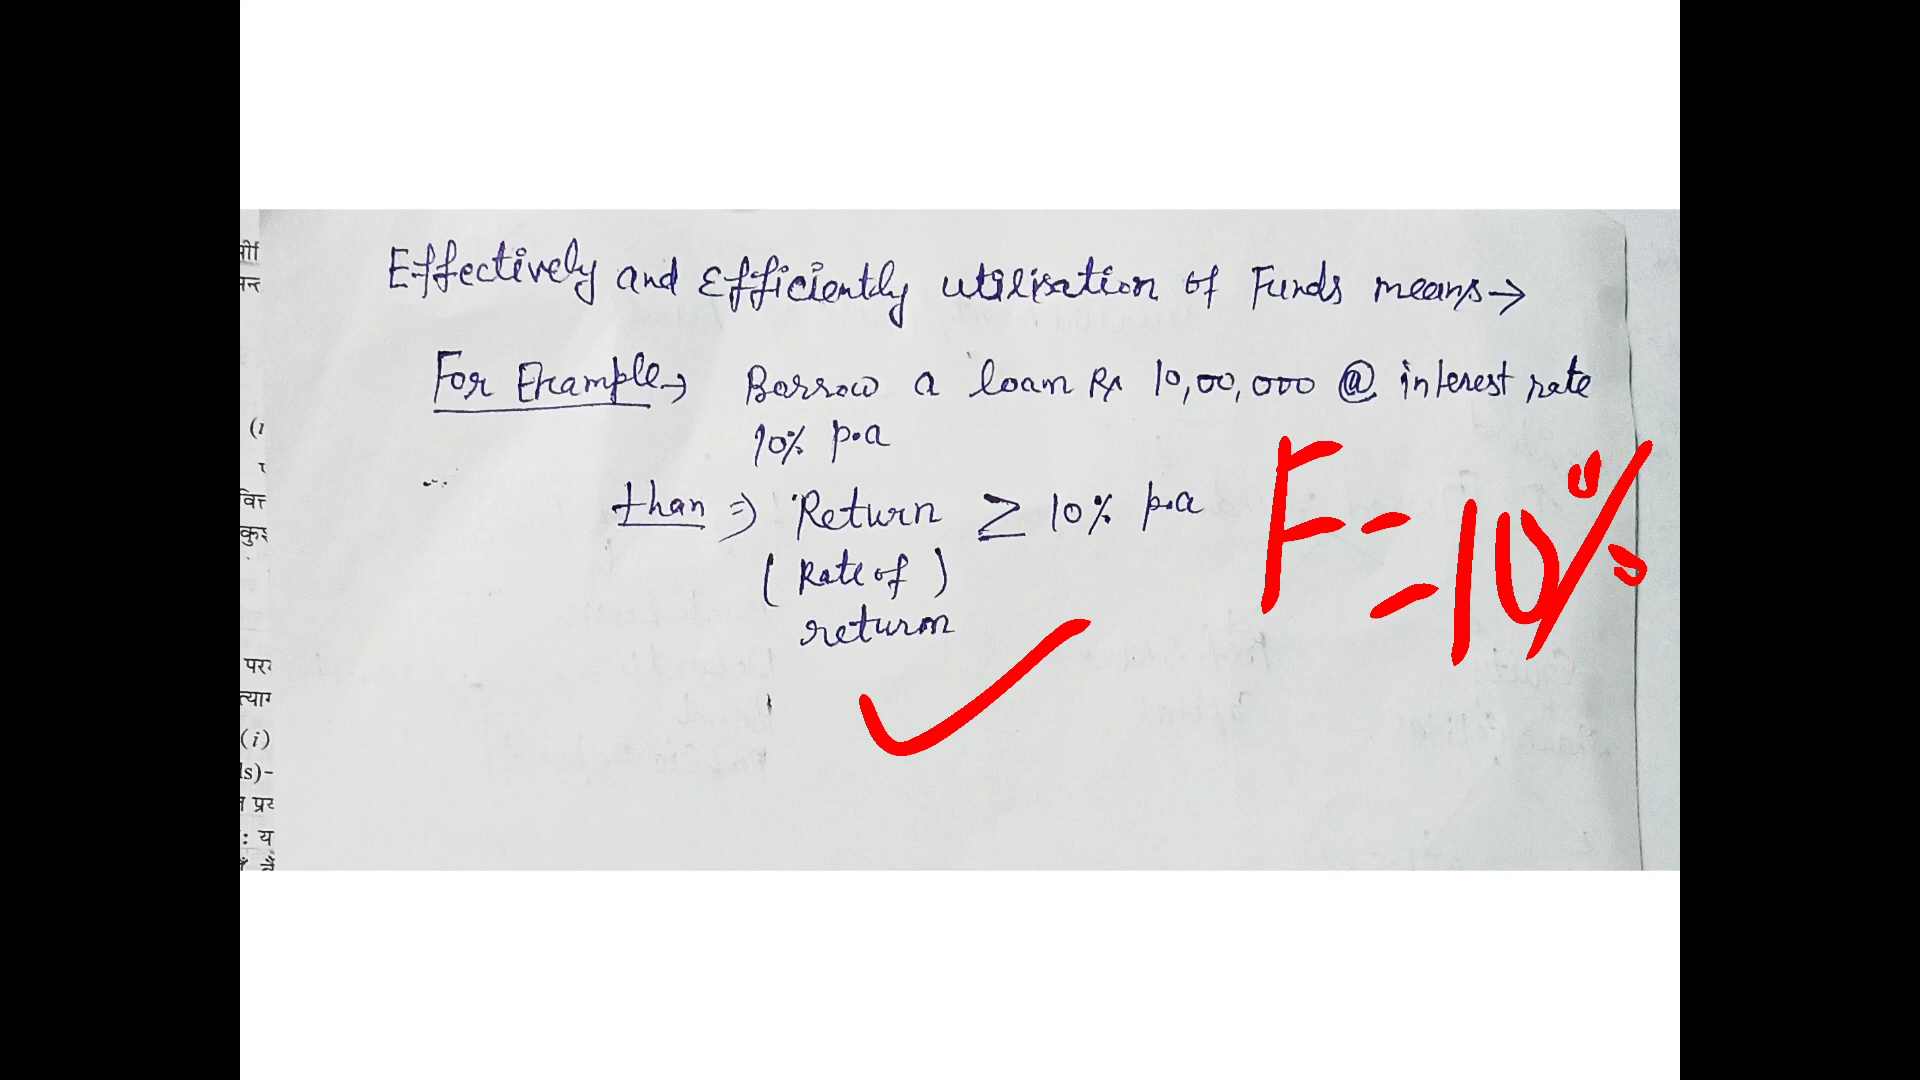 Effectively and Efficiently utilisation of Funds means→
For Example→ Borrow a loan Rs 10,00,000 @ interest rate
10% p.a
than ⇒ Return ≥ 10% p.a
(Rate of)
return
F=10%
(i)
वित्त